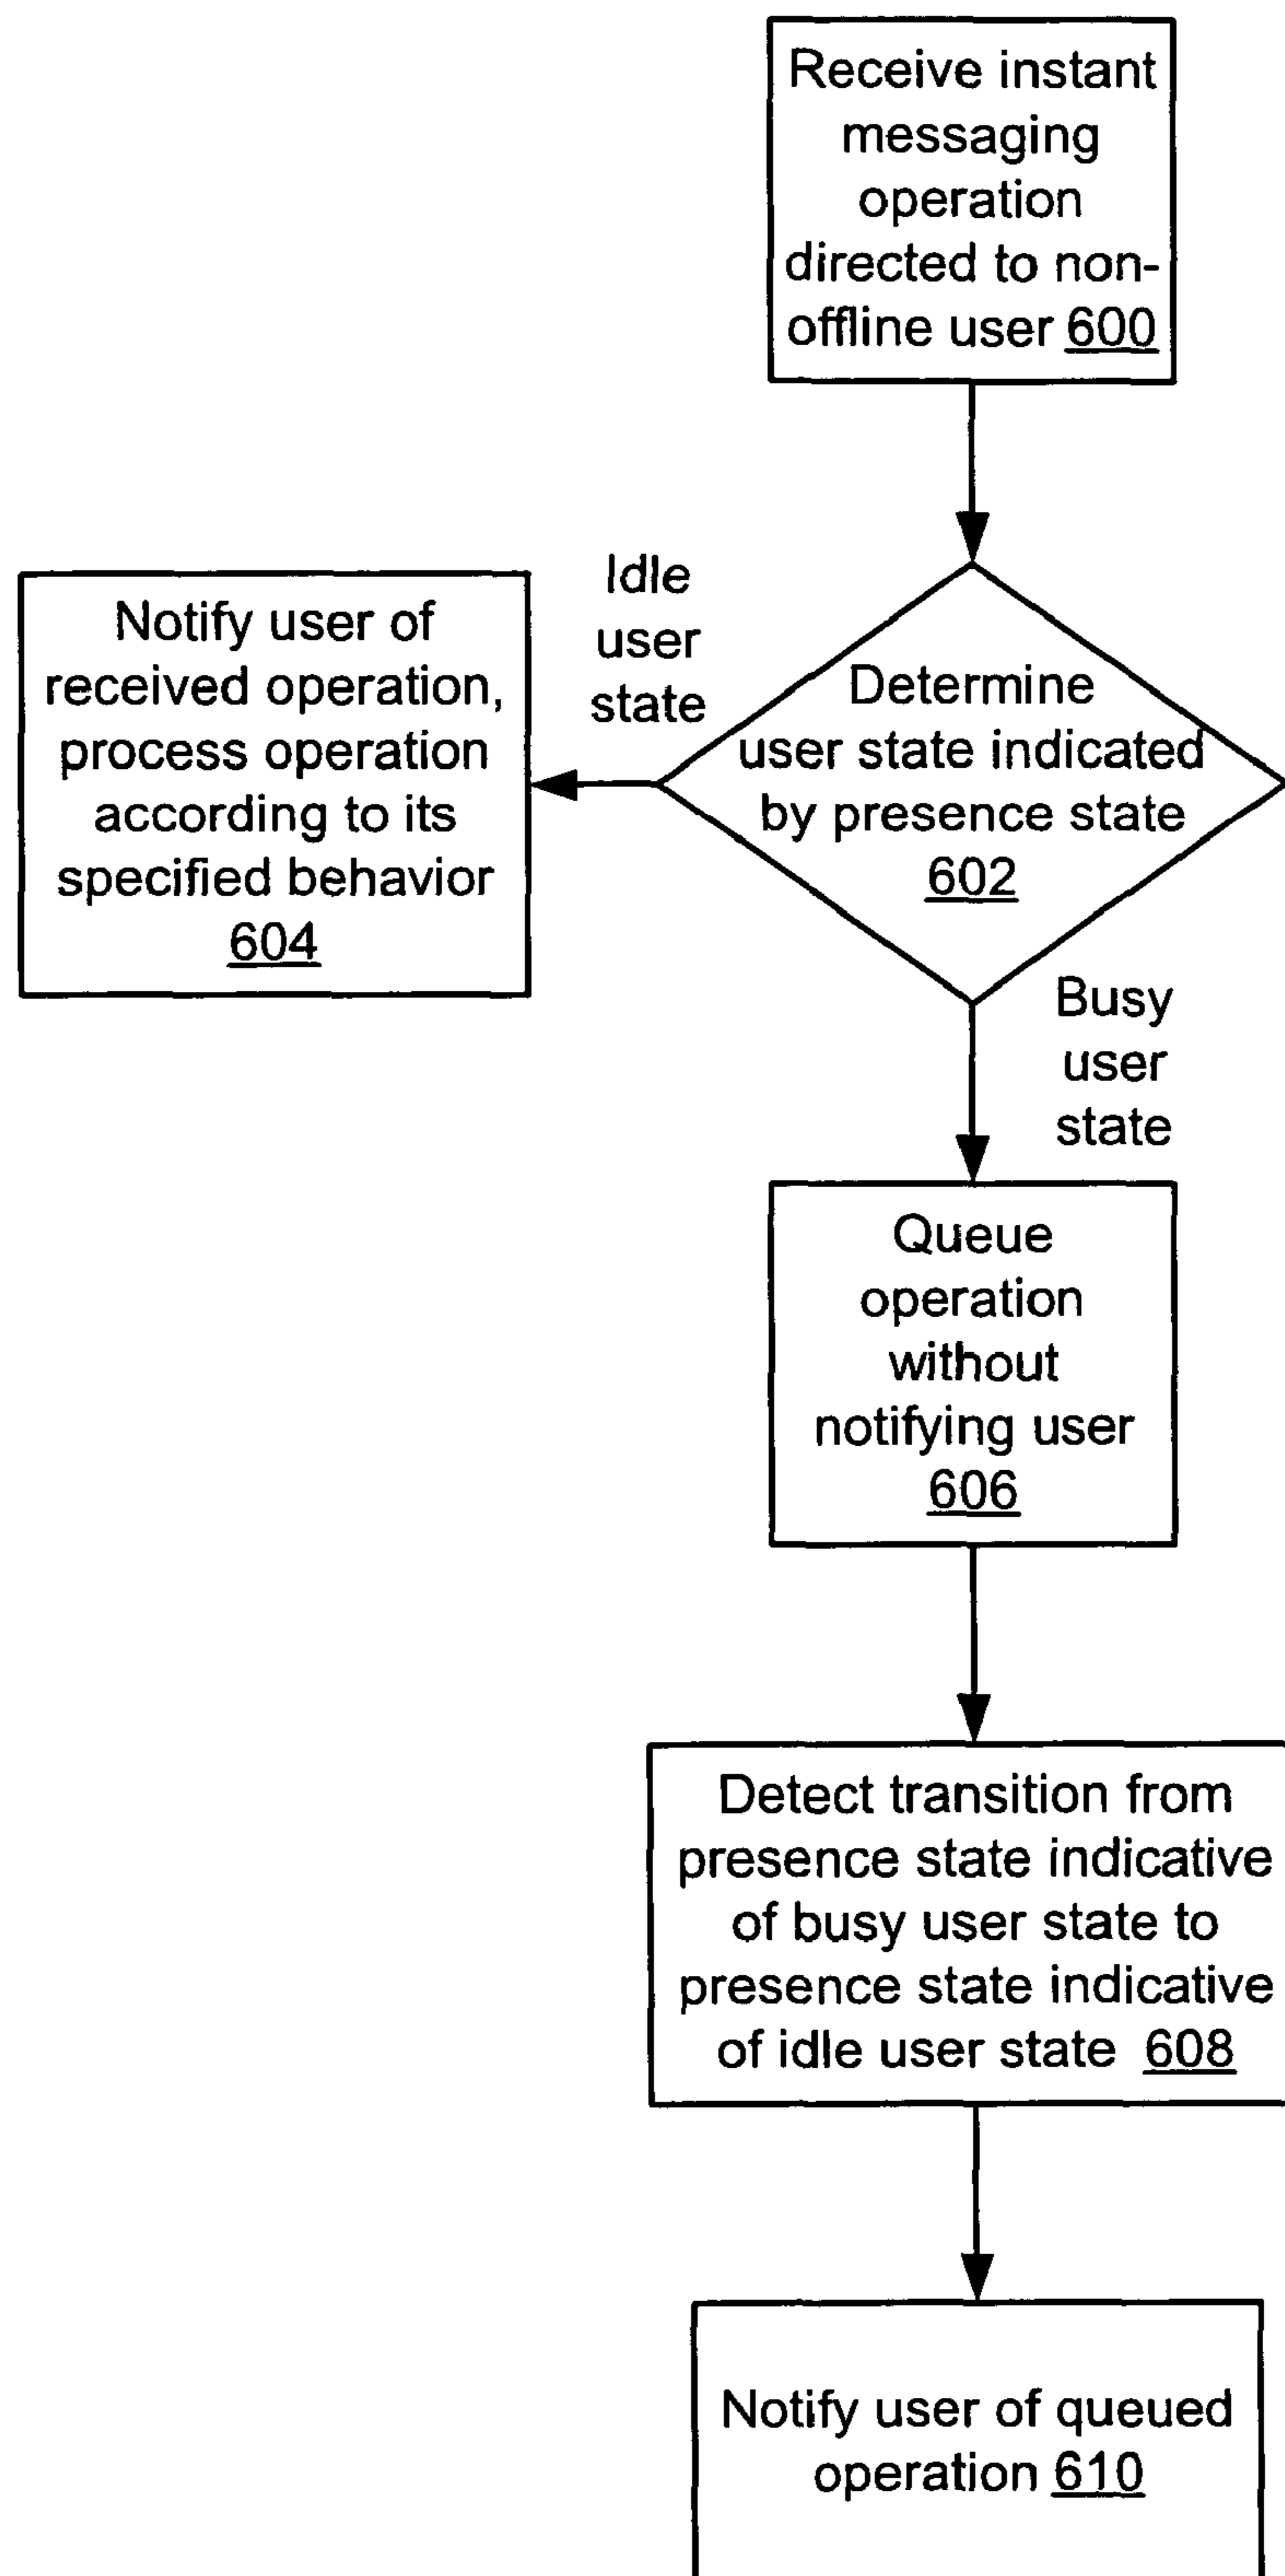 Receive instant
messaging
operation
directed to non-
offline user 600
Idle
user
state
Notify user of
received operation,
process operation
according to its
specified behavior
604
Determine
user state indicated
by presence state
602
Busy
user
state
Queue
operation
without
notifying user
606
Detect transition from
presence state indicative
of busy user state to
presence state indicative
of idle user state 608
Notify user of queued
operation 610